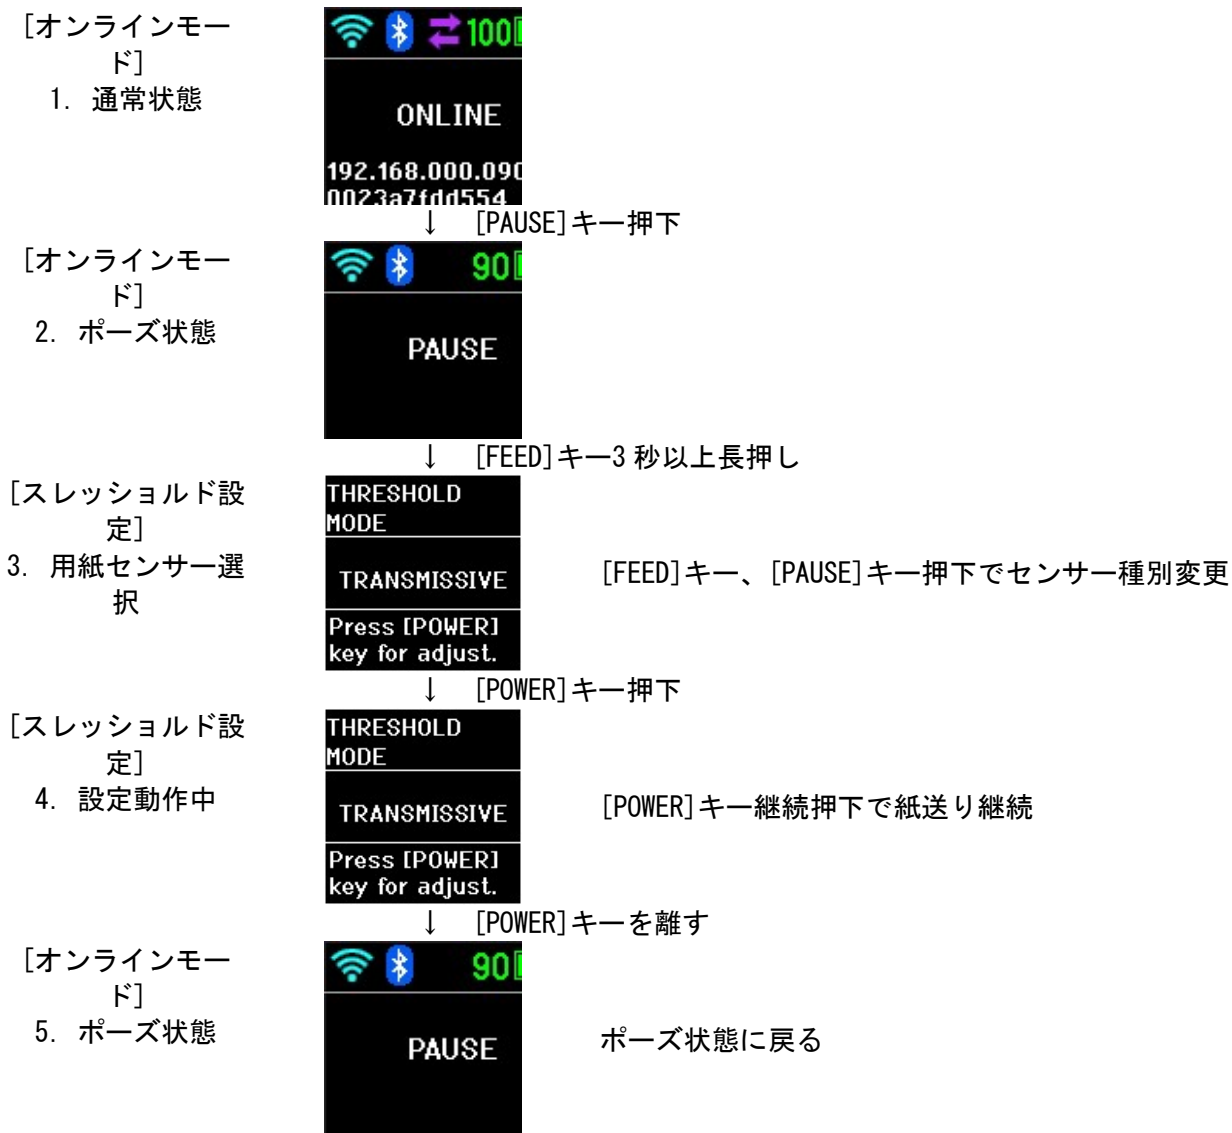 [オンラインモー
ド]
1. 通常状態
100
ONLINE
192.168.000.090
0023a7fdd554
↓ [PAUSE]キー押下
[オンラインモー
ド]
2. ポーズ状態
90
PAUSE
↓ [FEED]キー3秒以上長押し
[スレッショルド設
定]
3. 用紙センサー選
択
THRESHOLD
MODE
TRANSMISSIVE
Press [POWER]
key for adjust.
[FEED]キー、[PAUSE]キー押下でセンサー種別変更
↓ [POWER]キー押下
[スレッショルド設
定]
4. 設定動作中
THRESHOLD
MODE
TRANSMISSIVE
Press [POWER]
key for adjust.
[POWER]キー継続押下で紙送り継続
↓ [POWER]キーを離す
[オンラインモー
ド]
5. ポーズ状態
90
PAUSE
ポーズ状態に戻る